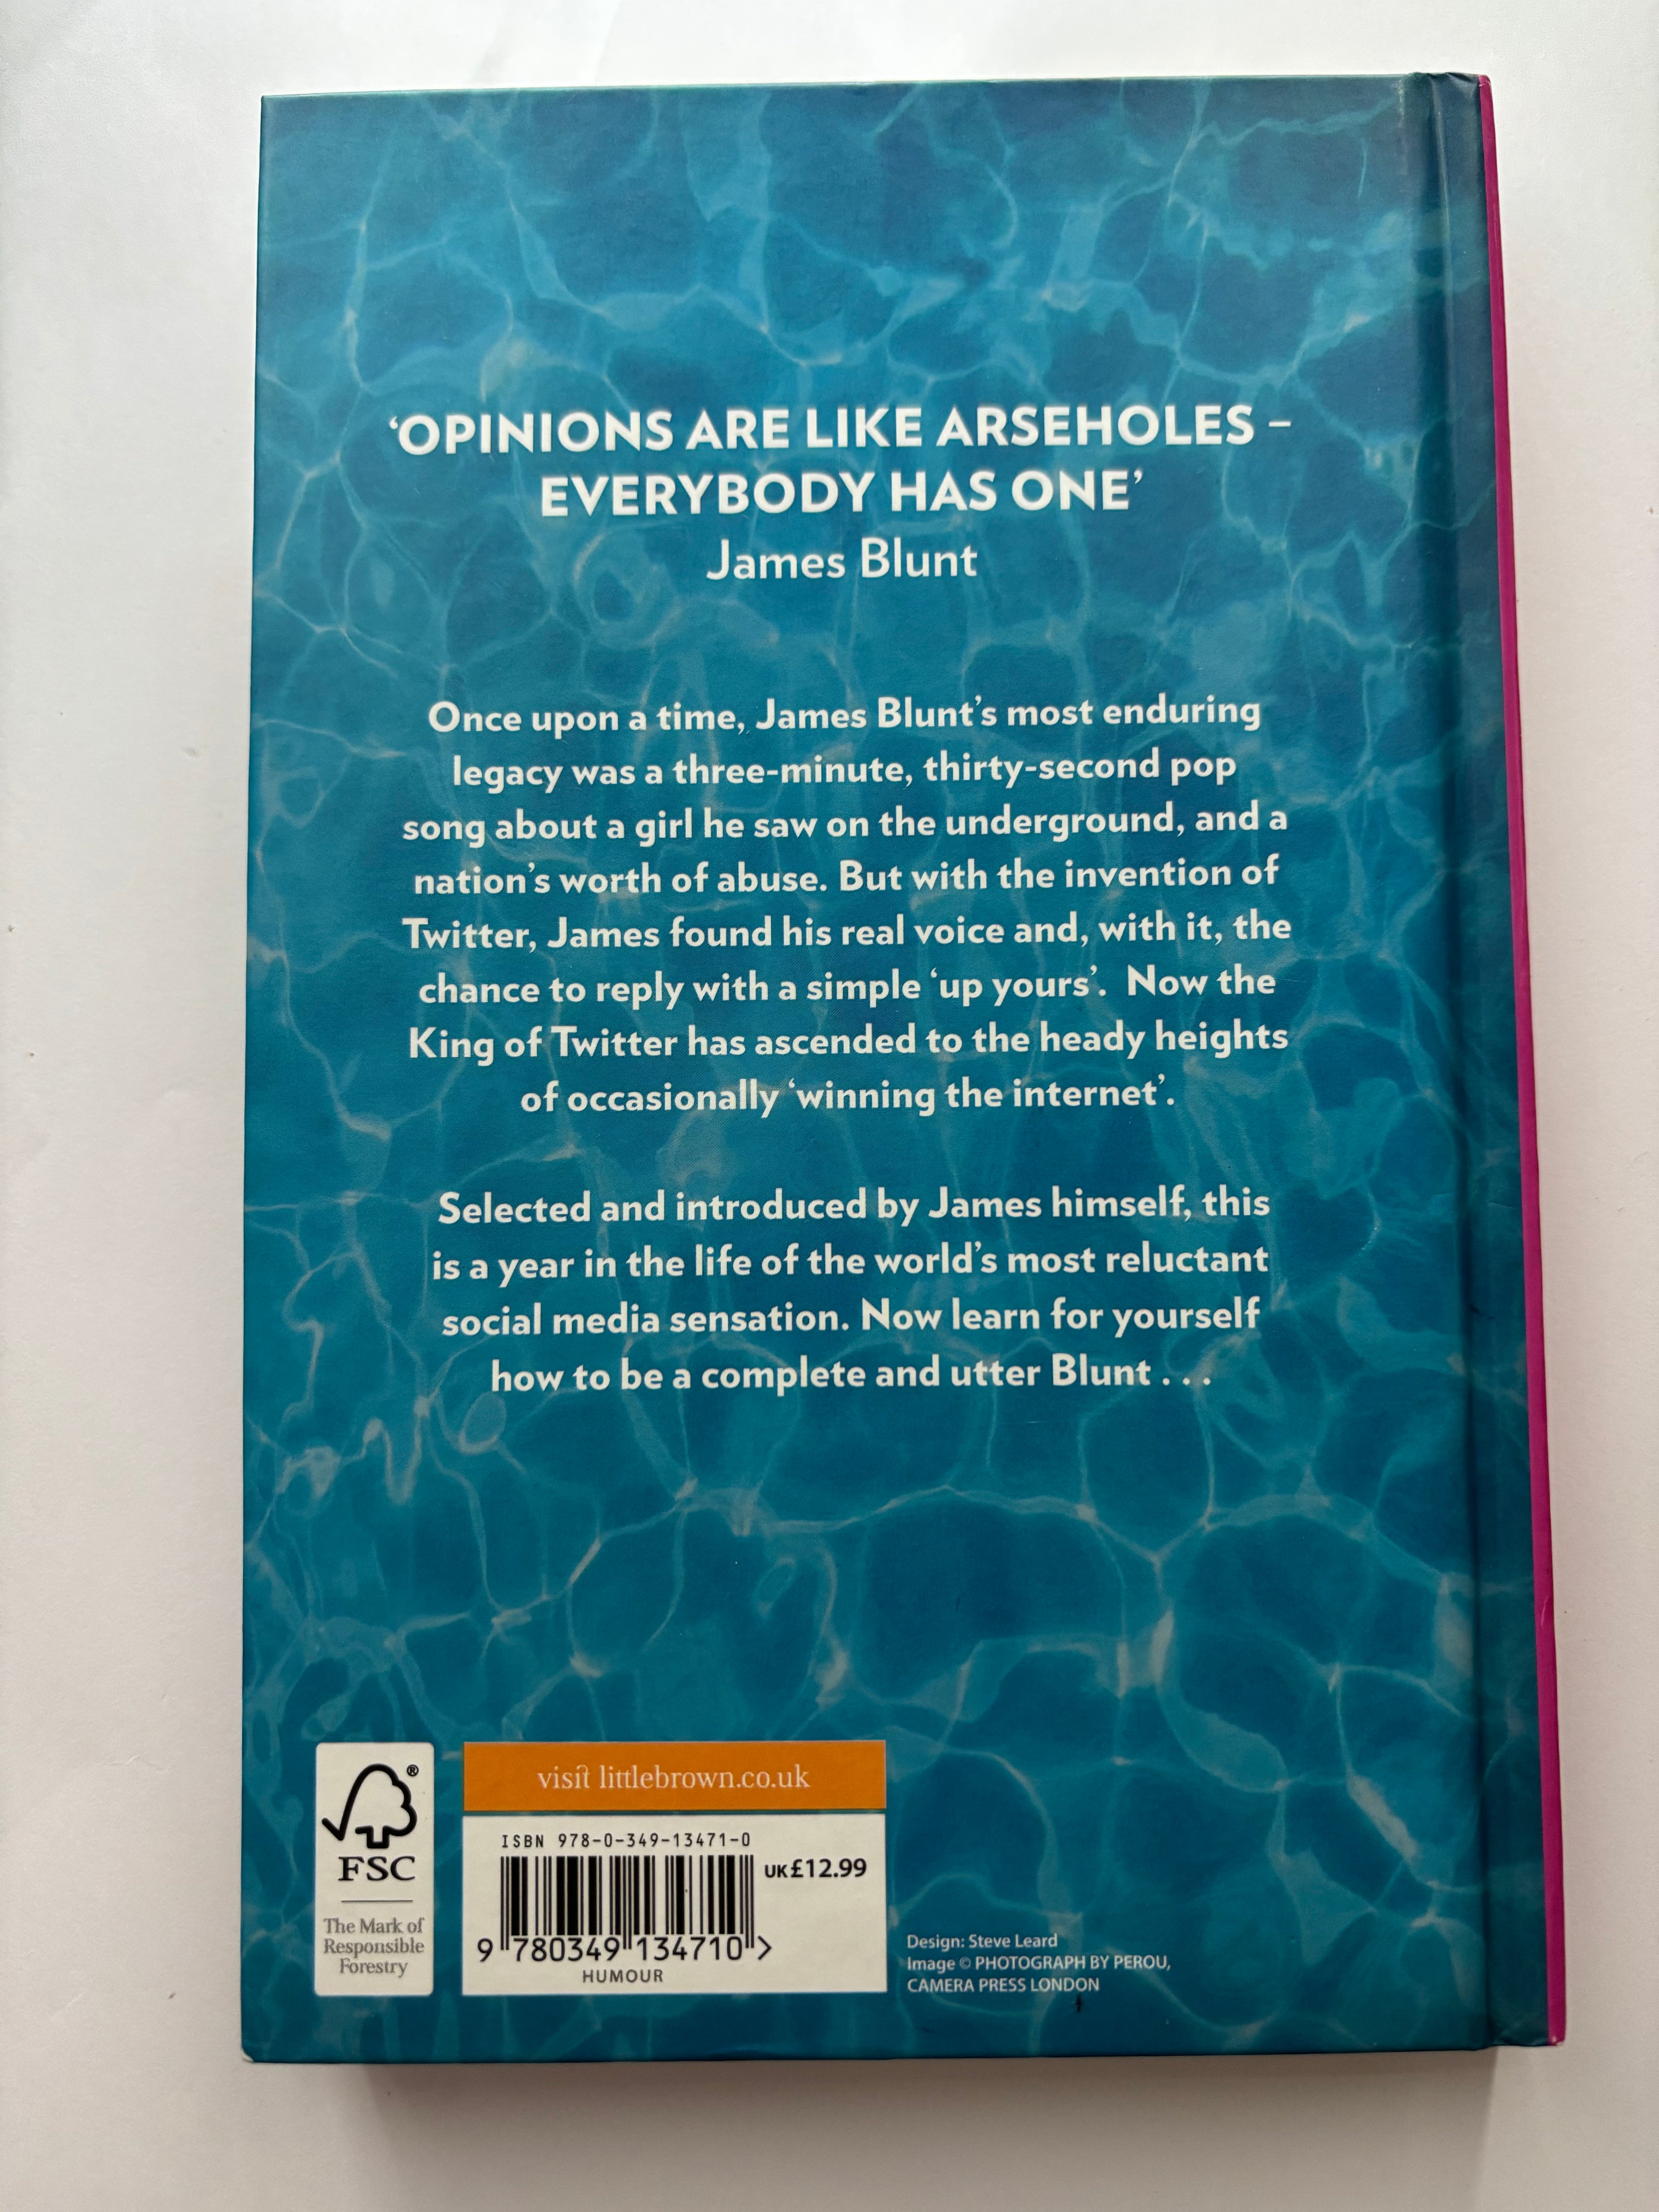 ‘OPINIONS ARE LIKE ARSEHOLES –
EVERYBODY HAS ONE’
James Blunt
Once upon a time, James Blunt’s most enduring
legacy was a three-minute, thirty-second pop
song about a girl he saw on the underground, and a
nation’s worth of abuse. But with the invention of
Twitter, James found his real voice and, with it, the
chance to reply with a simple ‘up yours’. Now the
King of Twitter has ascended to the heady heights
of occasionally ‘winning the internet’.
Selected and introduced by James himself, this
is a year in the life of the world’s most reluctant
social media sensation. Now learn for yourself
how to be a complete and utter Blunt . . .
®
FSC
The Mark of
Responsible
Forestry
visit littlebrown.co.uk
ISBN 978-0-349-13471-0
UK£12.99
9 780349 134710 >
HUMOUR
Design: Steve Leard
Image © PHOTOGRAPH BY PEROU,
CAMERA PRESS LONDON